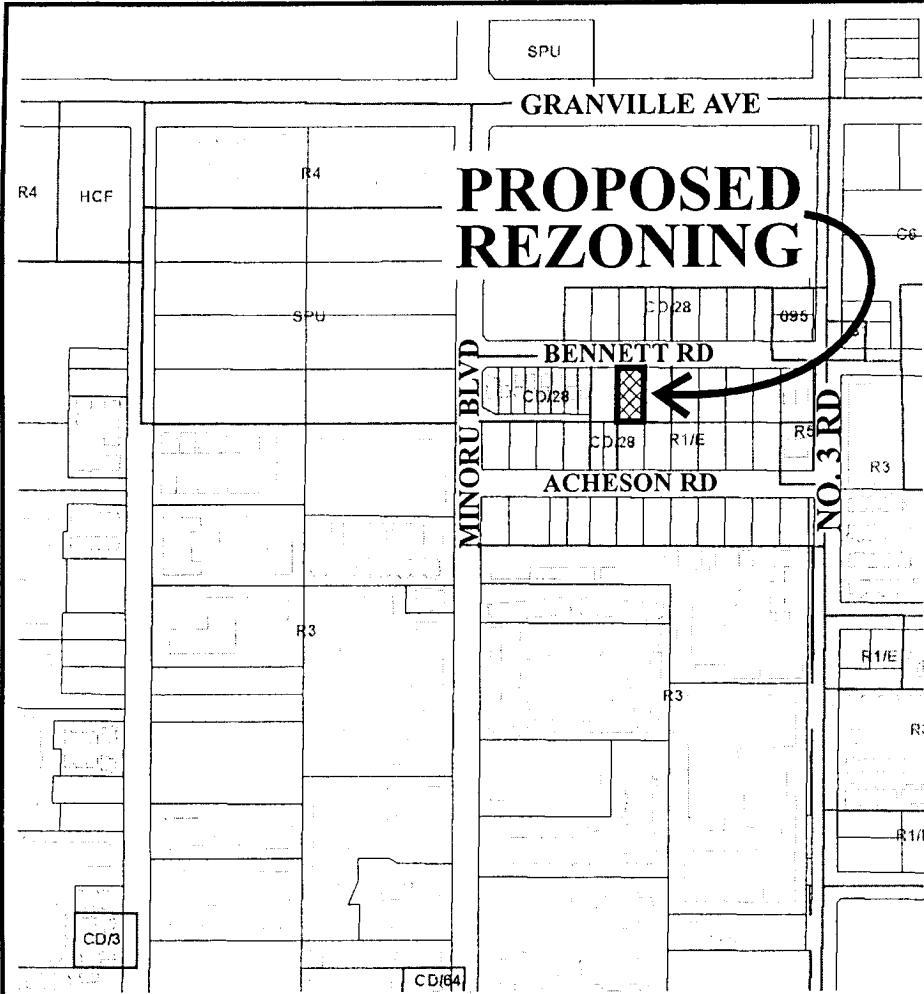 SPU
GRANVILLE AVE
R4
HCF
R4
PROPOSED
REZONING
C6
SPU
CD/28
095
MINORU BLVD
BENNETT RD
CD/28
NO. 3 RD
CD/28
R1/E
R5
R3
ACHESON RD
R3
R1/E
R3
CD/3
CD/64